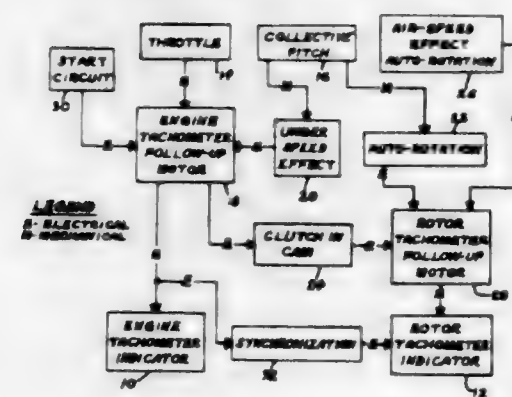 START
CIRCUIT
THROTTLE
COLLECTIVE
PITCH
16
AIR-SPEED
EFFECT
AUTO-ROTATION
ENGINE
TACHOMETER
FOLLOW-UP
MOTOR
UNDER
SPEED
EFFECT
AUTO-ROTATION
LEGEND
E-ELECTRICAL
M-MECHANICAL
CLUTCH IN
CAM
ROTOR
TACHOMETER
FOLLOW-UP
MOTOR
ENGINE
TACHOMETER
INDICATOR
10
SYNCHRONIZATION
ROTOR
TACHOMETER
INDICATOR
12